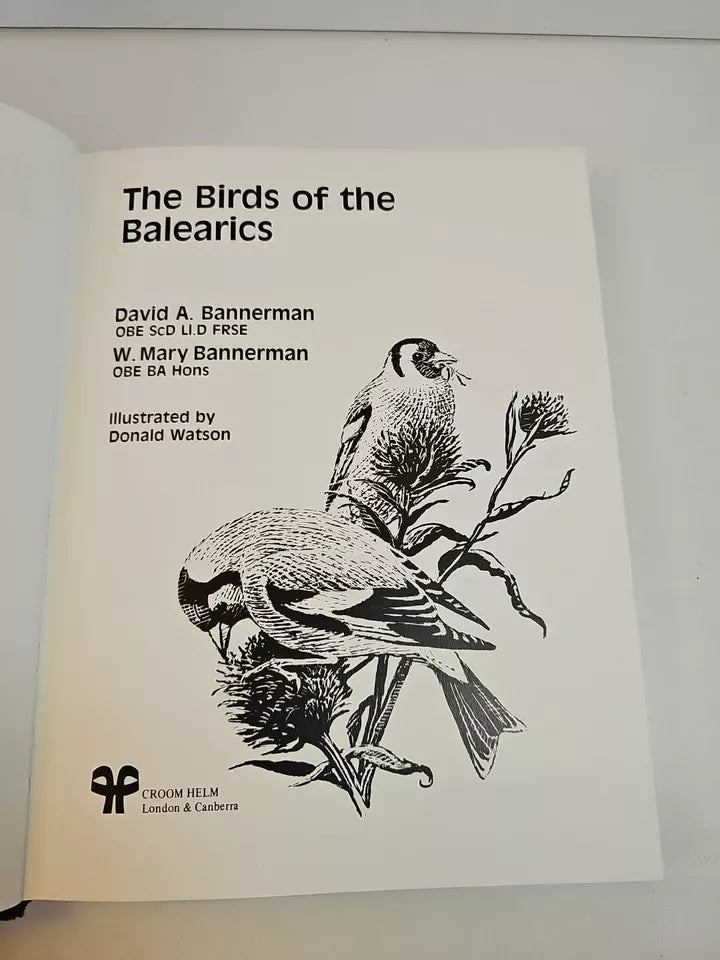 The Birds of the
Balearics
David A. Bannerman
OBE ScD LI.D FRSE
W. Mary Bannerman
OBE BA Hons
Illustrated by
Donald Watson
CROOM HELM
London & Canberra